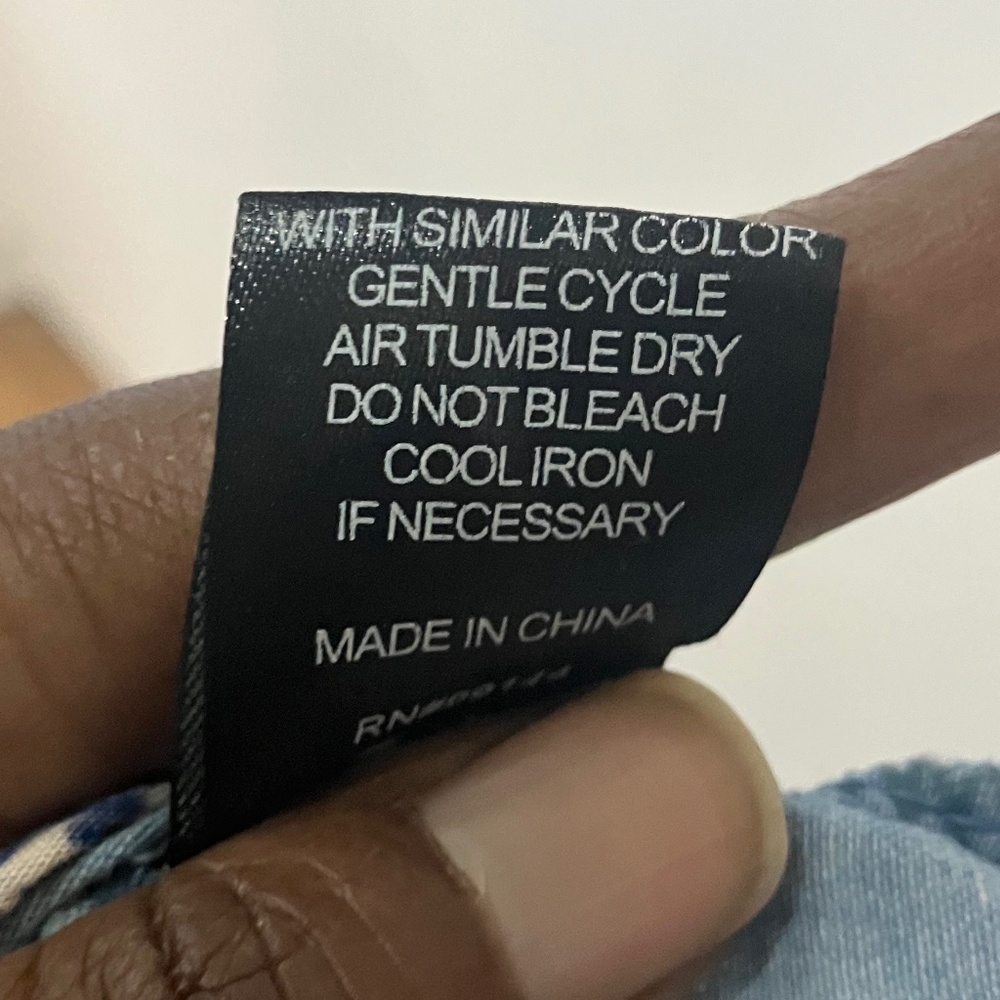 WITH SIMILAR COLOR
GENTLE CYCLE
AIR TUMBLE DRY
DO NOT BLEACH
COOL IRON
IF NECESSARY
MADE IN CHINA